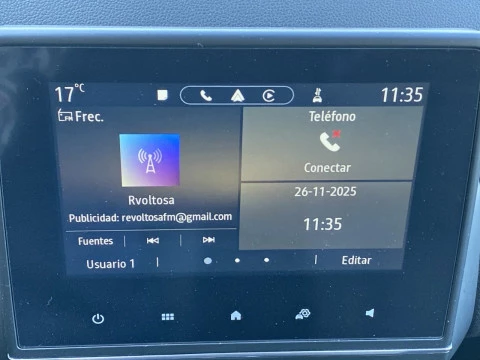 17°C
11:35
Frec.
Rvoltosa
Publicidad: revoltosafm@gmail.com
Fuentes
Teléfono
Conectar
26-11-2025
11:35
Usuario 1
Editar